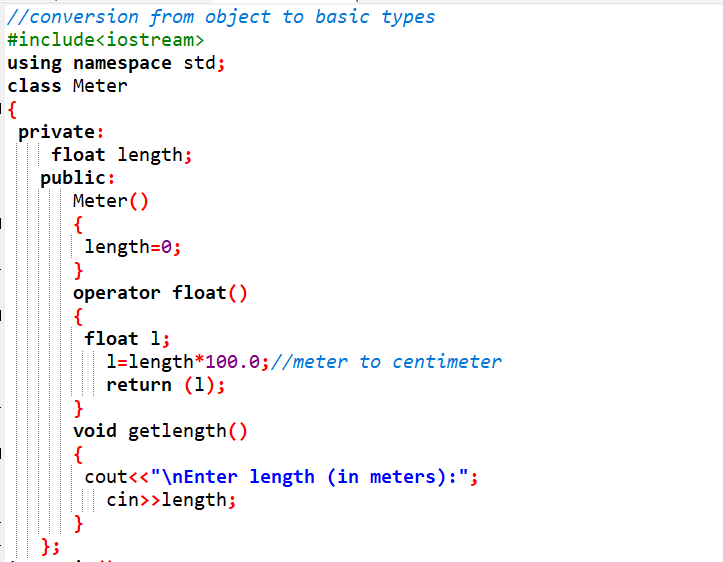 //conversion from object to basic types
#include<iostream>
using namespace std;
class Meter
{
private:
float length;
public:
Meter()
{
length=0;
}
operator float()
{
float l;
l=length*100.0;//meter to centimeter
return (l);
}
void getlength()
{
cout<<"\nEnter length (in meters):";
cin>>length;
}
};